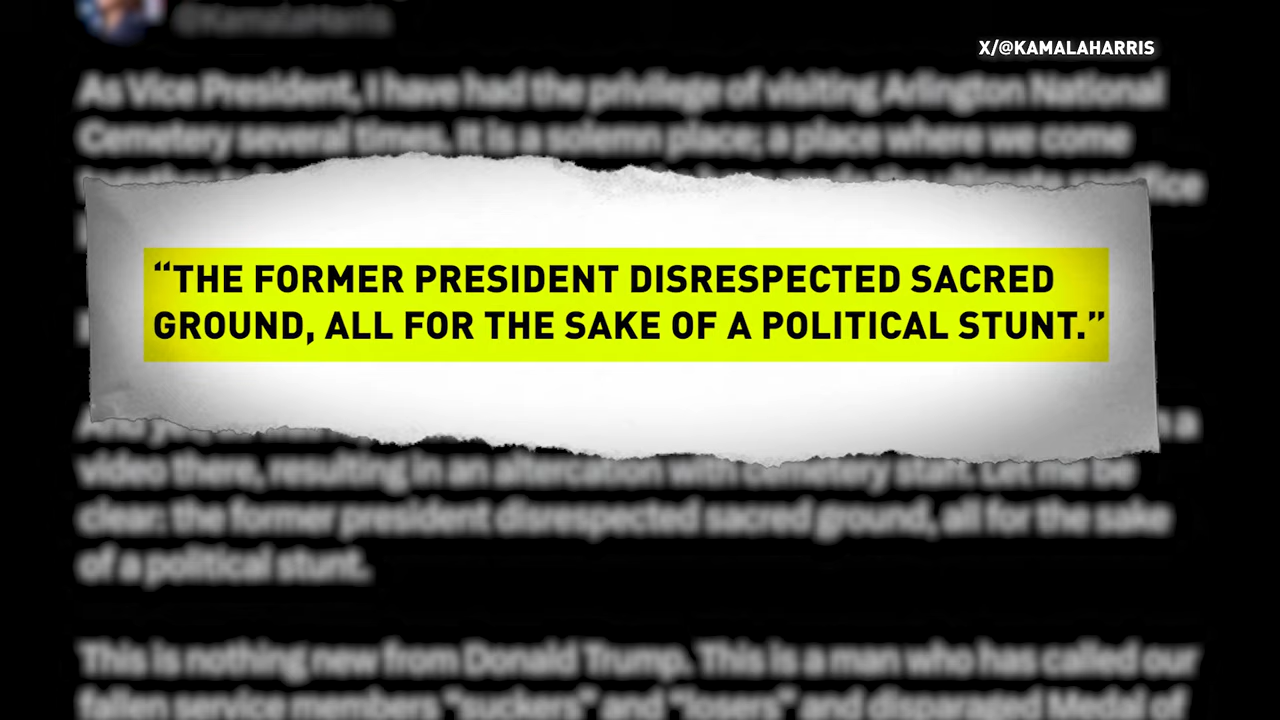 @KamalaHarris
X/@KAMALAHARRIS
As Vice President, I have had the privilege of visiting Arlington National
Cemetery several times. It is a solemn place; a place where we come
“THE FORMER PRESIDENT DISRESPECTED SACRED
GROUND, ALL FOR THE SAKE OF A POLITICAL STUNT.”
video there, resulting in an altercation with cemetery staff. Let me be
clear: the former president disrespected sacred ground, all for the sake
of a political stunt.
This is nothing new from Donald Trump. This is a man who has called our
fallen service members "suckers" and "losers" and disparaged Medal of